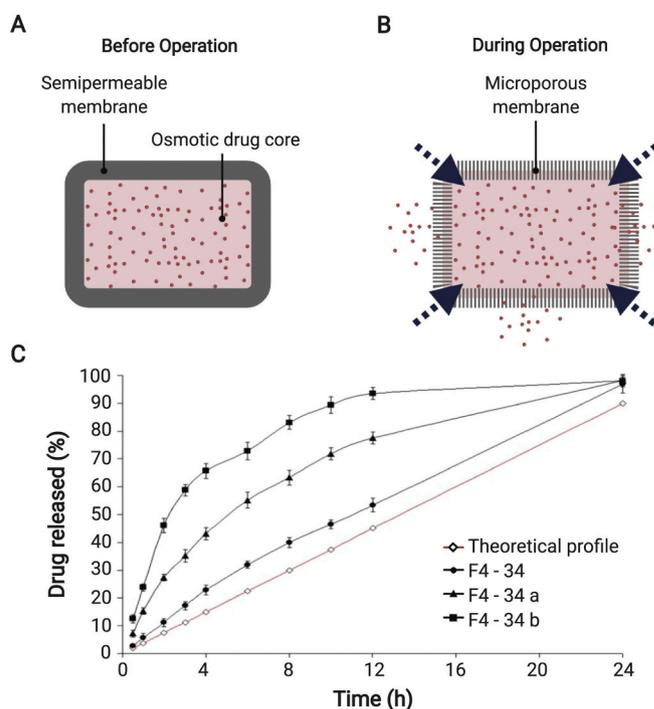 A
Before Operation
Semipermeable
membrane
Osmotic drug core
B
During Operation
Microporous
membrane
C
Drug released (%)
100
90
80
70
60
50
40
30
20
10
0
0
4
8
12
16
20
24
Time (h)
Theoretical profile
F4 - 34
F4 - 34 a
F4 - 34 b